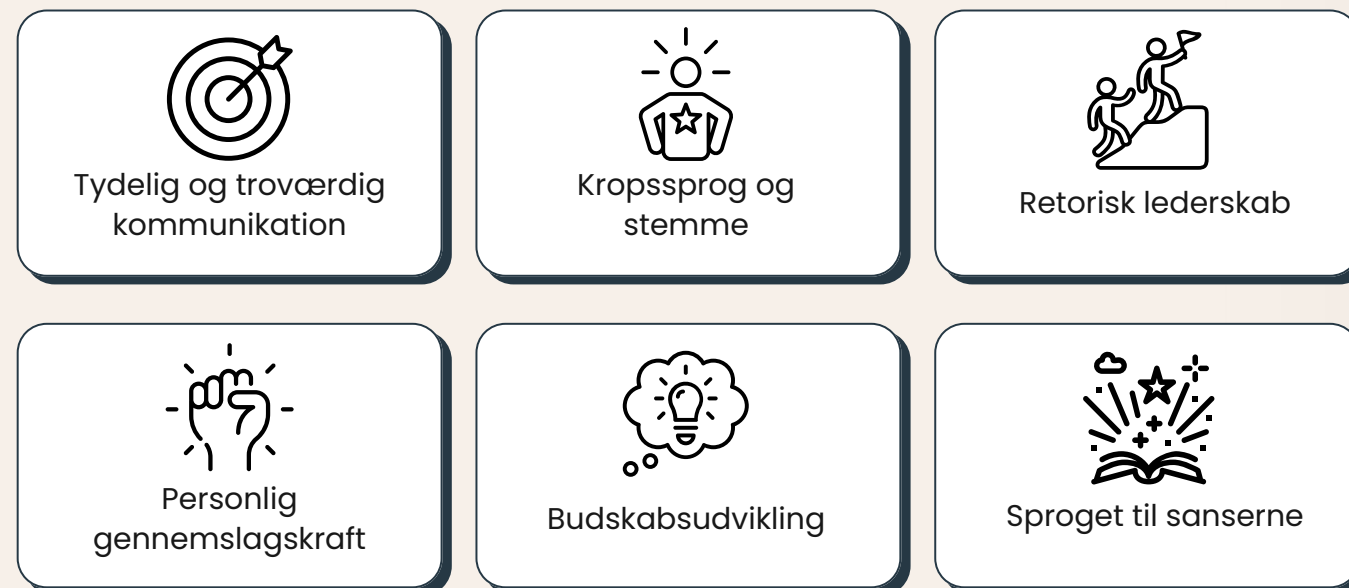 Tydelig og troværdig
kommunikation
Kropssprog og
stemme
Retorisk lederskab
Personlig
gennemslagskraft
Budskabsudvikling
Sproget til sanserne